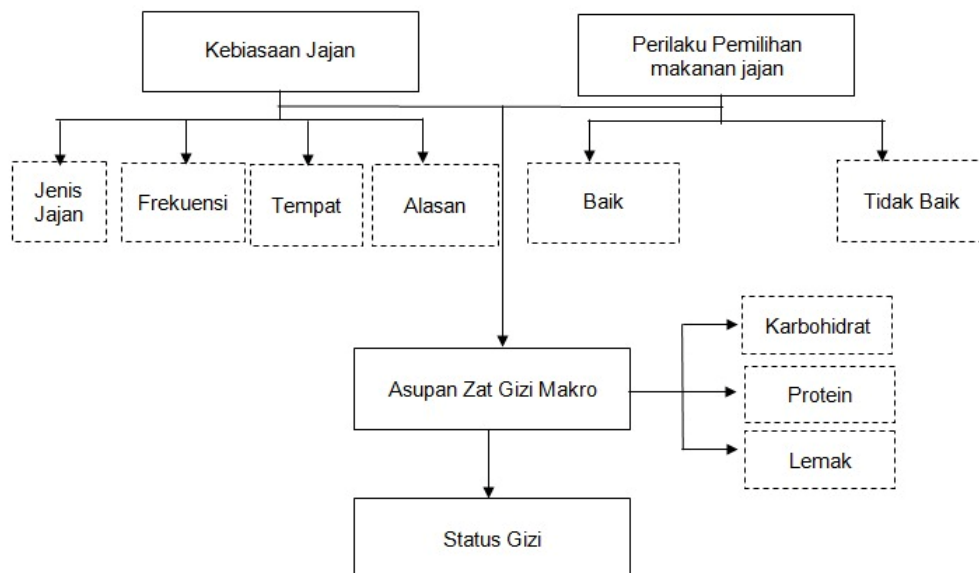 Kebiasaan Jajan
Perilaku Pemilihan
makanan jajan
Jenis
Jajan
Frekuensi
Tempat
Alasan
Baik
Tidak Baik
Karbohidrat
Asupan Zat Gizi Makro
Protein
Lemak
Status Gizi